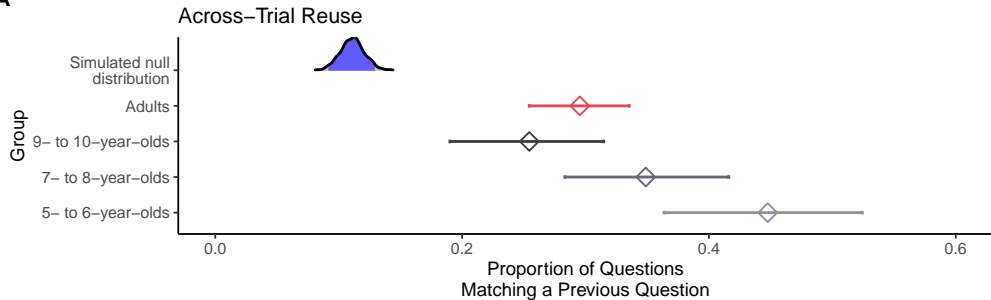 A
Across–Trial Reuse
Simulated null
distribution
Adults
9– to 10–year–olds
7– to 8–year–olds
5– to 6–year–olds
Group
0.0 0.2 0.4 0.6
Proportion of Questions
Matching a Previous Question